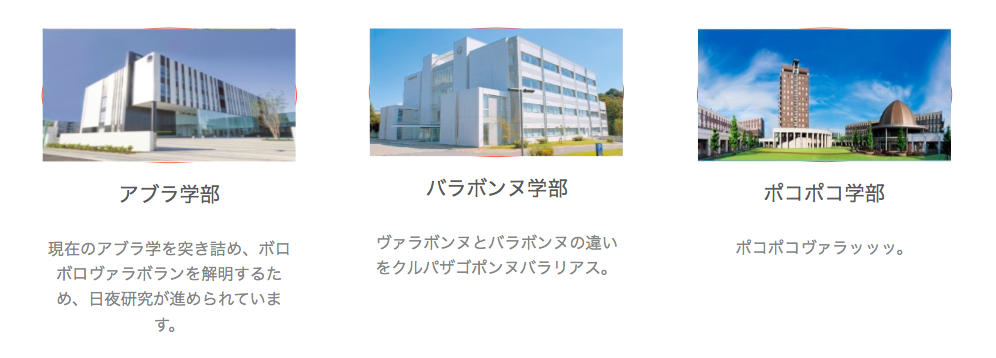 アブラ学部
現在のアブラ学を突き詰め、ボロ
ボロヴァラボランを解明するた
め、日夜研究が進められていま
す。
バラボンヌ学部
ヴァラボンヌとバラボンヌの違い
をクルパザゴポンヌバラリアス。
ポコポコ学部
ポコポコヴァラッッッ。